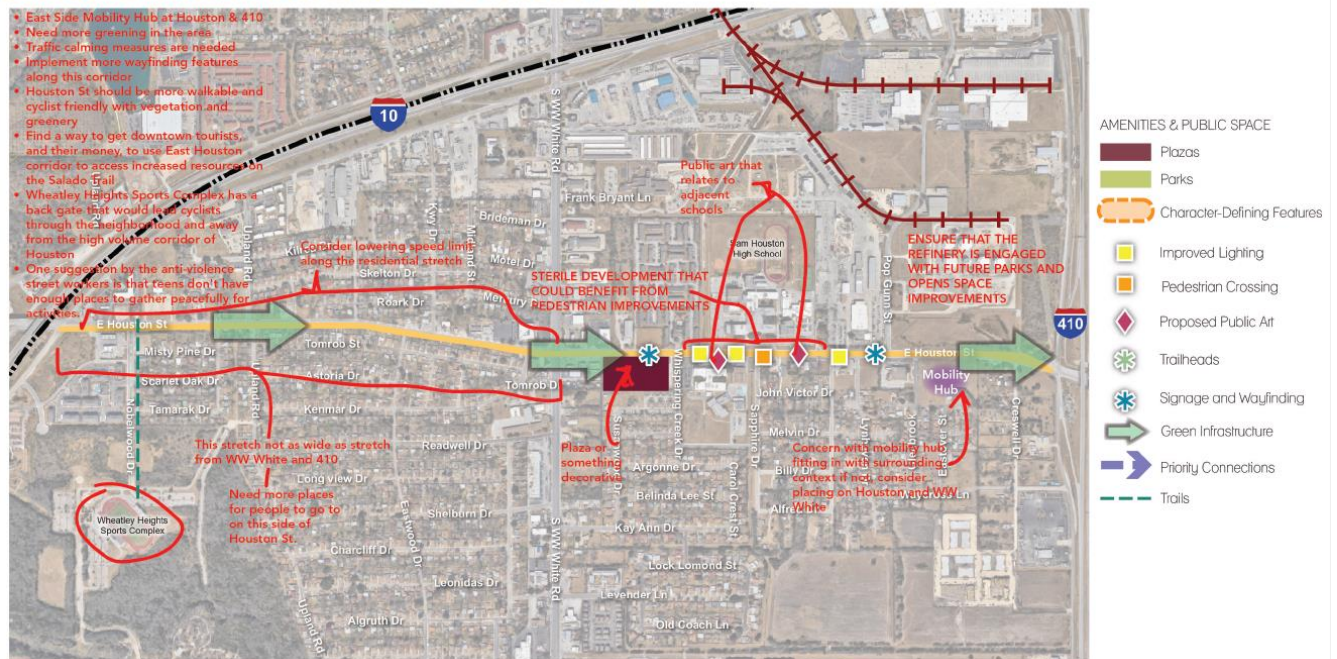 • East Side Mobility Hub at Houston & 410
• Need more greening in the area
• Traffic calming measures are needed
• Implement more wayfinding features
along this corridor
• Houston St should be more walkable and
cyclist friendly with vegetation and
greenery
• Find a way to get downtown tourists,
and their money, to use East Houston
corridor to access increased resources on
the Salado Trail
• Wheatley Heights Sports Complex has a
back gate that would lead cyclists
through the neighborhood and away
from the high volume corridor of
Houston
• One suggestion by the anti-violence
street workers is that teens don't have
enough places to gather peacefully for
activities.
10
S WW White Rd
Upland Rd
Skelton Dr
Roark Dr
Brideman Dr
Motel Dr
Frank Bryant Ln
Consider lowering speed limit
along the residential stretch
Public art that
relates to
adjacent
schools
Sam Houston
High School
STERILE DEVELOPMENT THAT
COULD BENEFIT FROM
PEDESTRIAN IMPROVEMENTS
ENSURE THAT THE
REFINERY IS ENGAGED
WITH FUTURE PARKS AND
OPENS SPACE
IMPROVEMENTS
Pop Gunn St
410
E Houston St
Misty Pine Dr
Scarlet Oak Dr
Tamarak Dr
Nobelwood Dr
Upland Rd
Tomrob St
Astoria Dr
Kenmar Dr
Tomrob D
Whispering Creek Dr
E Houston St
Mobility
Hub
John Victor Dr
Sapphire Dr
Melvin Dr
Creswell Dr
This stretch not as wide as stretch
from WW White and 410.
Need more places
for people to go to
on this side of
Houston St.
Readwell Dr
Long view Dr
Shelburn Dr
Eastwood Dr
Charcliff Dr
Leonidas Dr
Algruth Dr
Upland Rd
S WW White Rd
Plaza or
something
decorative
Argonne Dr
Belinda Lee St
Kay Ann Dr
Carol Crest St
Billy Dr
Lock Lomond St
Levender Ln
Old Coach Ln
Concern with mobility hub
fitting in with surrounding
context if not, consider
placing on Houston and WW
White
Wheatley Heights
Sports Complex
AMENITIES & PUBLIC SPACE
Plazas
Parks
Character-Defining Features
Improved Lighting
Pedestrian Crossing
Proposed Public Art
Trailheads
Signage and Wayfinding
Green Infrastructure
Priority Connections
Trails